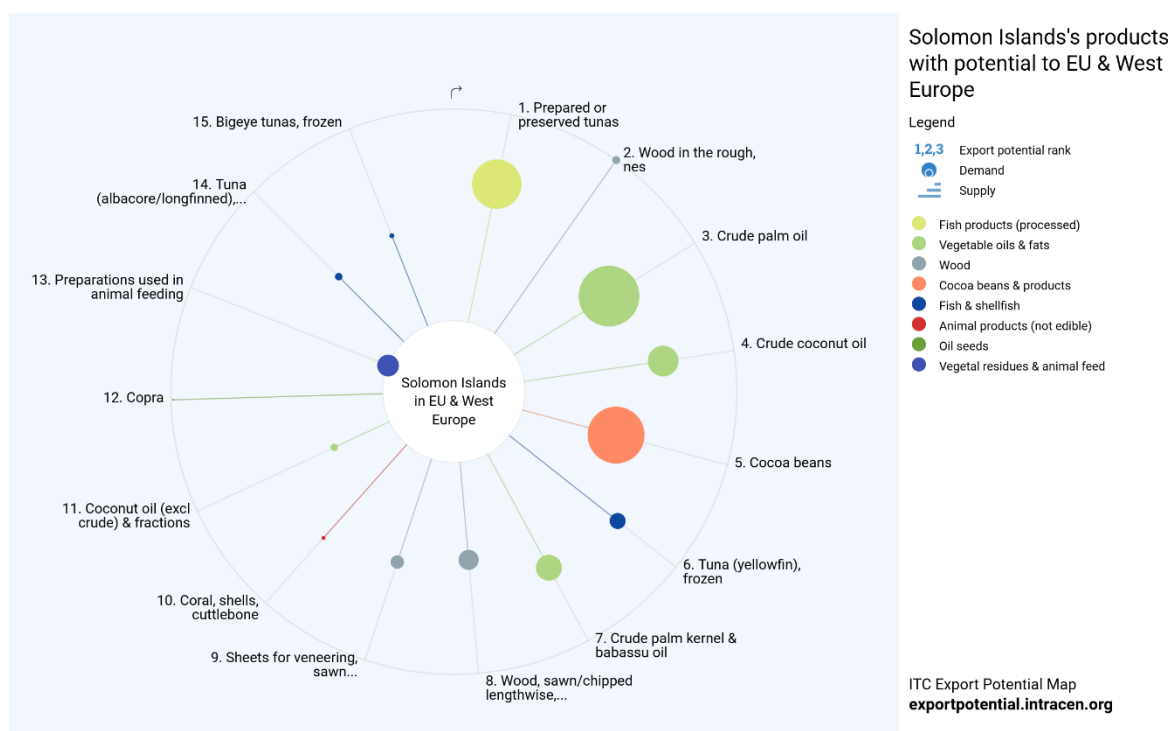 Solomon Islands's products
with potential to EU & West
Europe
Legend
1,2,3 Export potential rank
Demand
Supply
Fish products (processed)
Vegetable oils & fats
Wood
Cocoa beans & products
Fish & shellfish
Animal products (not edible)
Oil seeds
Vegetal residues & animal feed
1. Prepared or
preserved tunas
2. Wood in the rough,
nes
3. Crude palm oil
4. Crude coconut oil
5. Cocoa beans
6. Tuna (yellowfin),
frozen
7. Crude palm kernel &
babassu oil
8. Wood, sawn/chipped
lengthwise,...
9. Sheets for veneering,
sawn...
10. Coral, shells,
cuttlebone
11. Coconut oil (excl
crude) & fractions
12. Copra
13. Preparations used in
animal feeding
14. Tuna
(albacore/longfinned),...
15. Bigeye tunas, frozen
Solomon Islands
in EU & West
Europe
ITC Export Potential Map
exportpotential.intracen.org